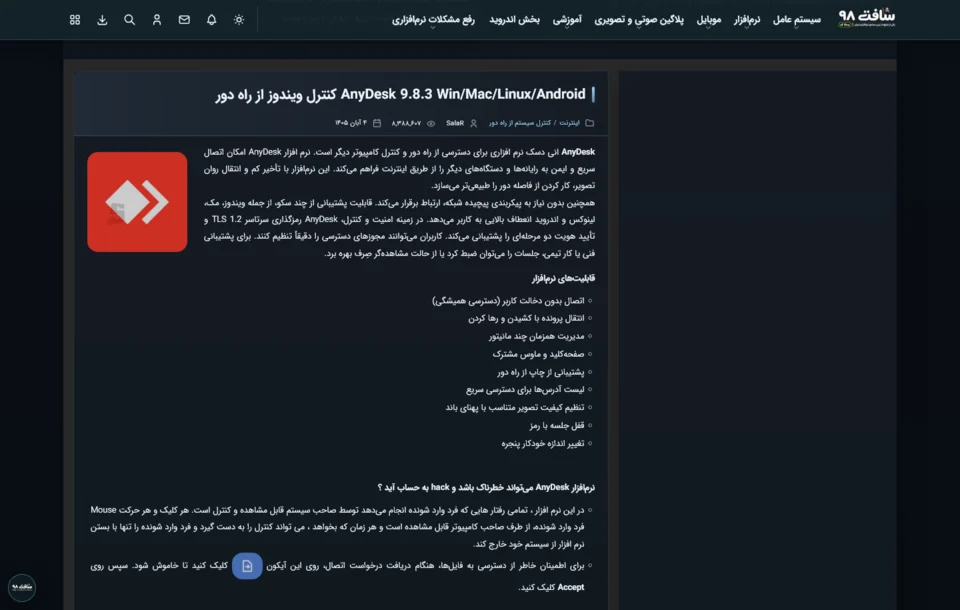 سافت ۹۸
سیستم عامل
نرم‌افزار
موبایل
پلاگین صوتی و تصویری
آموزشی
بخش اندروید
رفع مشکلات نرم‌افزاری
AnyDesk 9.8.3 Win/Mac/Linux/Android کنترل ویندوز از راه دور
اینترنت / کنترل سیستم از راه دور SalaR ۸,۳۸۸,۶۰۷ ۴ آبان ۱۴۰۵
AnyDesk انی دسک نرم افزاری برای دسترسی از راه دور و کنترل کامپیوتر دیگر است. نرم افزار AnyDesk امکان اتصال
سریع و ایمن به رایانه‌ها و دستگاه‌های دیگر را از طریق اینترنت فراهم می‌کند. این نرم‌افزار با تأخیر کم و انتقال روان
تصویر، کار کردن از فاصله دور را طبیعی‌تر می‌سازد.
همچنین بدون نیاز به پیکربندی پیچیده شبکه، ارتباط برقرار می‌کند. قابلیت پشتیبانی از چند سکو، از جمله ویندوز، مک،
لینوکس و اندروید انعطاف بالایی به کاربر می‌دهد. در زمینه امنیت و کنترل، AnyDesk رمزگذاری سرتاسر TLS 1.2 و
تأیید هویت دو مرحله‌ای را پشتیبانی می‌کند. کاربران می‌توانند مجوزهای دسترسی را دقیقاً تنظیم کنند. برای پشتیبانی
فنی یا کار تیمی، جلسات را می‌توان ضبط کرد یا از حالت مشاهده‌گر صِرف بهره برد.
قابلیت‌های نرم‌افزار
اتصال بدون دخالت کاربر (دسترسی همیشگی)
انتقال پرونده با کشیدن و رها کردن
مدیریت همزمان چند مانیتور
صفحه‌کلید و ماوس مشترک
پشتیبانی از چاپ از راه دور
لیست آدرس‌ها برای دسترسی سریع
تنظیم کیفیت تصویر متناسب با پهنای باند
قفل جلسه با رمز
تغییر اندازه خودکار پنجره
نرم‌افزار AnyDesk می‌تواند خطرناک باشد و hack به حساب آید ؟
در این نرم افزار ، تمامی رفتار هایی که فرد وارد شونده انجام می‌دهد توسط صاحب سیستم قابل مشاهده و کنترل است. هر کلیک و هر حرکت Mouse
فرد وارد شونده، از طرف صاحب کامپیوتر قابل مشاهده است و هر زمان که بخواهد ، می تواند کنترل را به دست گیرد و فرد وارد شونده را تنها با بستن
نرم افزار از سیستم خود خارج کند.
برای اطمینان خاطر از دسترسی به فایل‌ها، هنگام دریافت درخواست اتصال، روی این آیکون کلیک کنید تا خاموش شود. سپس روی
Accept کلیک کنید.
سافت ۹۸